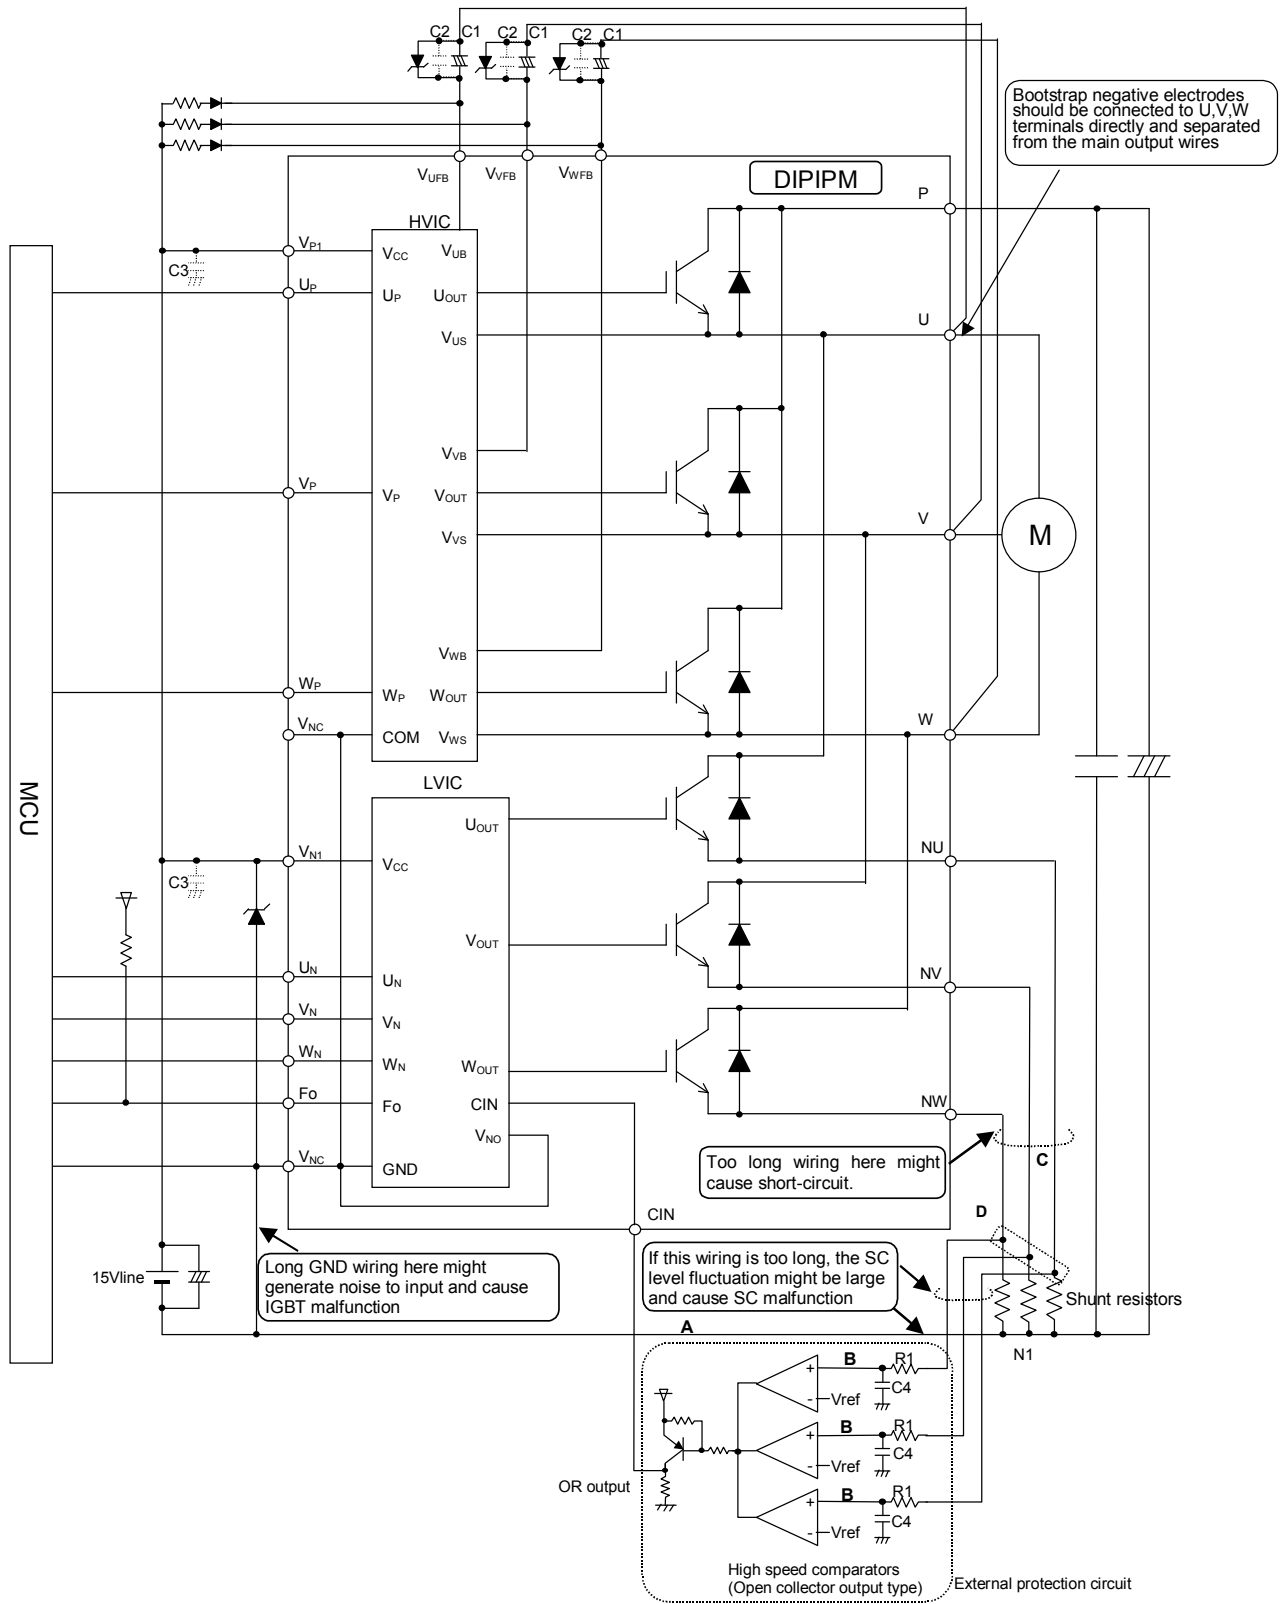 C2 C1 C2 C1 C2 C1
Bootstrap negative electrodes
should be connected to U,V,W
terminals directly and separated
from the main output wires
VUFB VVFB VWFB
DIPIPM
P
HVIC
VP1
VCC VUB
C3
UP
UP UOUT
U
VUS
VVB
VP
VP VOUT
V
VVS
M
VWB
WP
WP WOUT
W
VNC
COM VWS
MCU
LVIC
UOUT
NU
VN1
VCC
C3
VOUT
NV
UN
UN
VN
VN
WN
WN WOUT
Fo
Fo CIN
NW
VNO
VNC
GND
Too long wiring here might
cause short-circuit.
C
CIN
D
15Vline
Long GND wiring here might
generate noise to input and cause
IGBT malfunction
If this wiring is too long, the SC
level fluctuation might be large
and cause SC malfunction
Shunt resistors
A
N1
+ B R1
C4
- Vref
+ B R1
C4
- Vref
OR output
+ B R1
C4
- Vref
High speed comparators
(Open collector output type)
External protection circuit